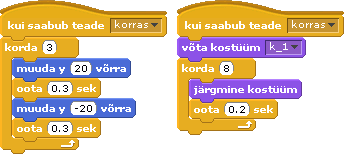 kui saabub teade korras
korda 3
muuda y 20 võrra
oota 0.3 sek
muuda y -20 võrra
oota 0.3 sek
kui saabub teade korras
võta kostüüm k_1
korda 8
järgmine kostüüm
oota 0.2 sek